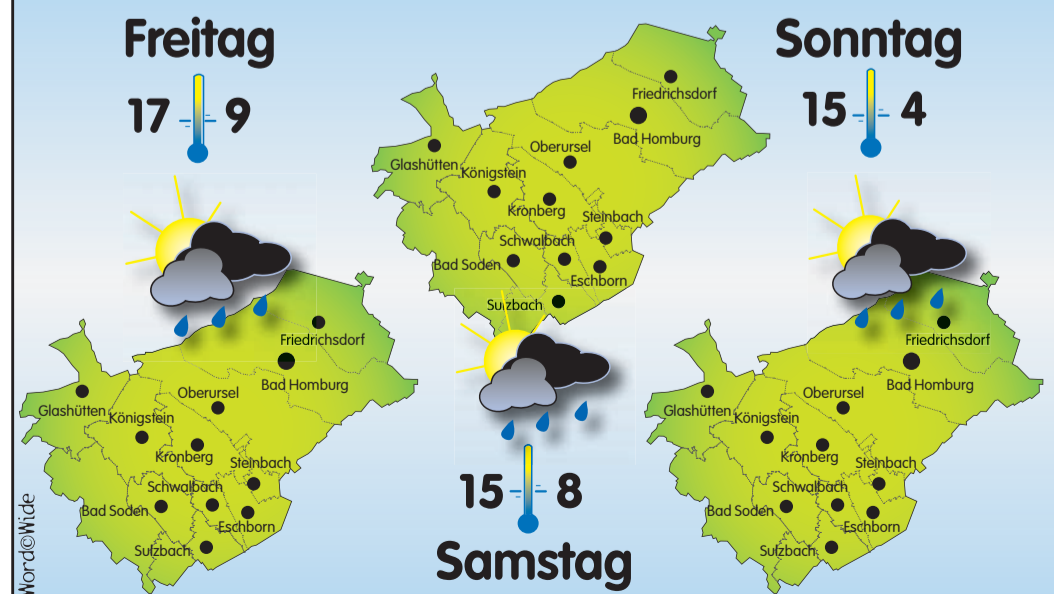 Freitag
17 9
Friedrichsdorf
Bad Homburg
Oberursel
Glashütten
Königstein
Kronberg
Steinbach
Schwalbach
Bad Soden
Eschborn
Sulzbach
Friedrichsdorf
Bad Homburg
Oberursel
Glashütten
Königstein
Kronberg
Steinbach
Schwalbach
Bad Soden
Eschborn
Sulzbach
15 8
Samstag
Sonntag
15 4
Friedrichsdorf
Bad Homburg
Oberursel
Glashütten
Königstein
Kronberg
Steinbach
Schwalbach
Bad Soden
Eschborn
Sulzbach
Word©Wide